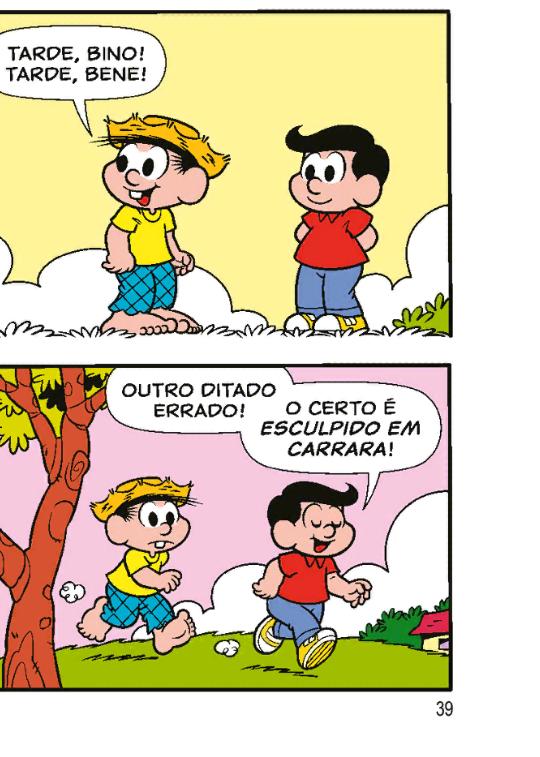 TARDE, BINO!
TARDE, BENE!
OUTRO DITADO
ERRADO!
O CERTO É
ESCULPIDO EM
CARRARA!
39